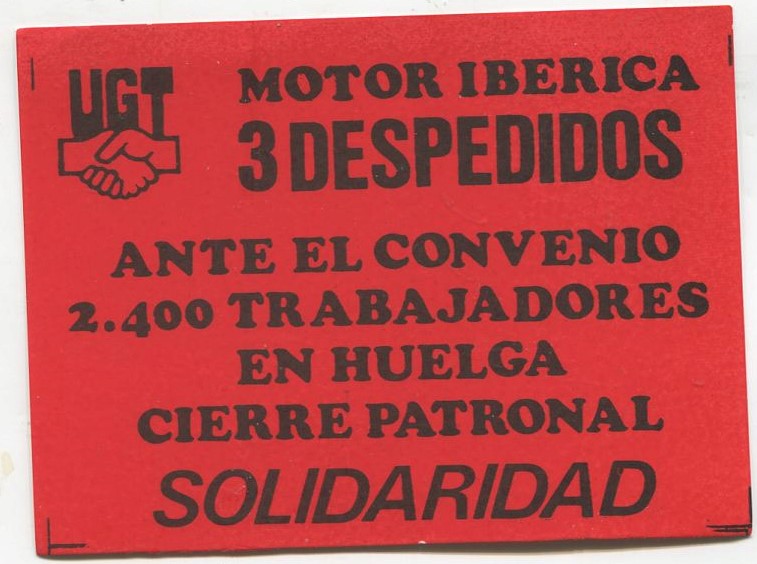 UGT
MOTOR IBERICA
3 DESPEDIDOS
ANTE EL CONVENIO
2.400 TRABAJADORES
EN HUELGA
CIERRE PATRONAL
SOLIDARIDAD